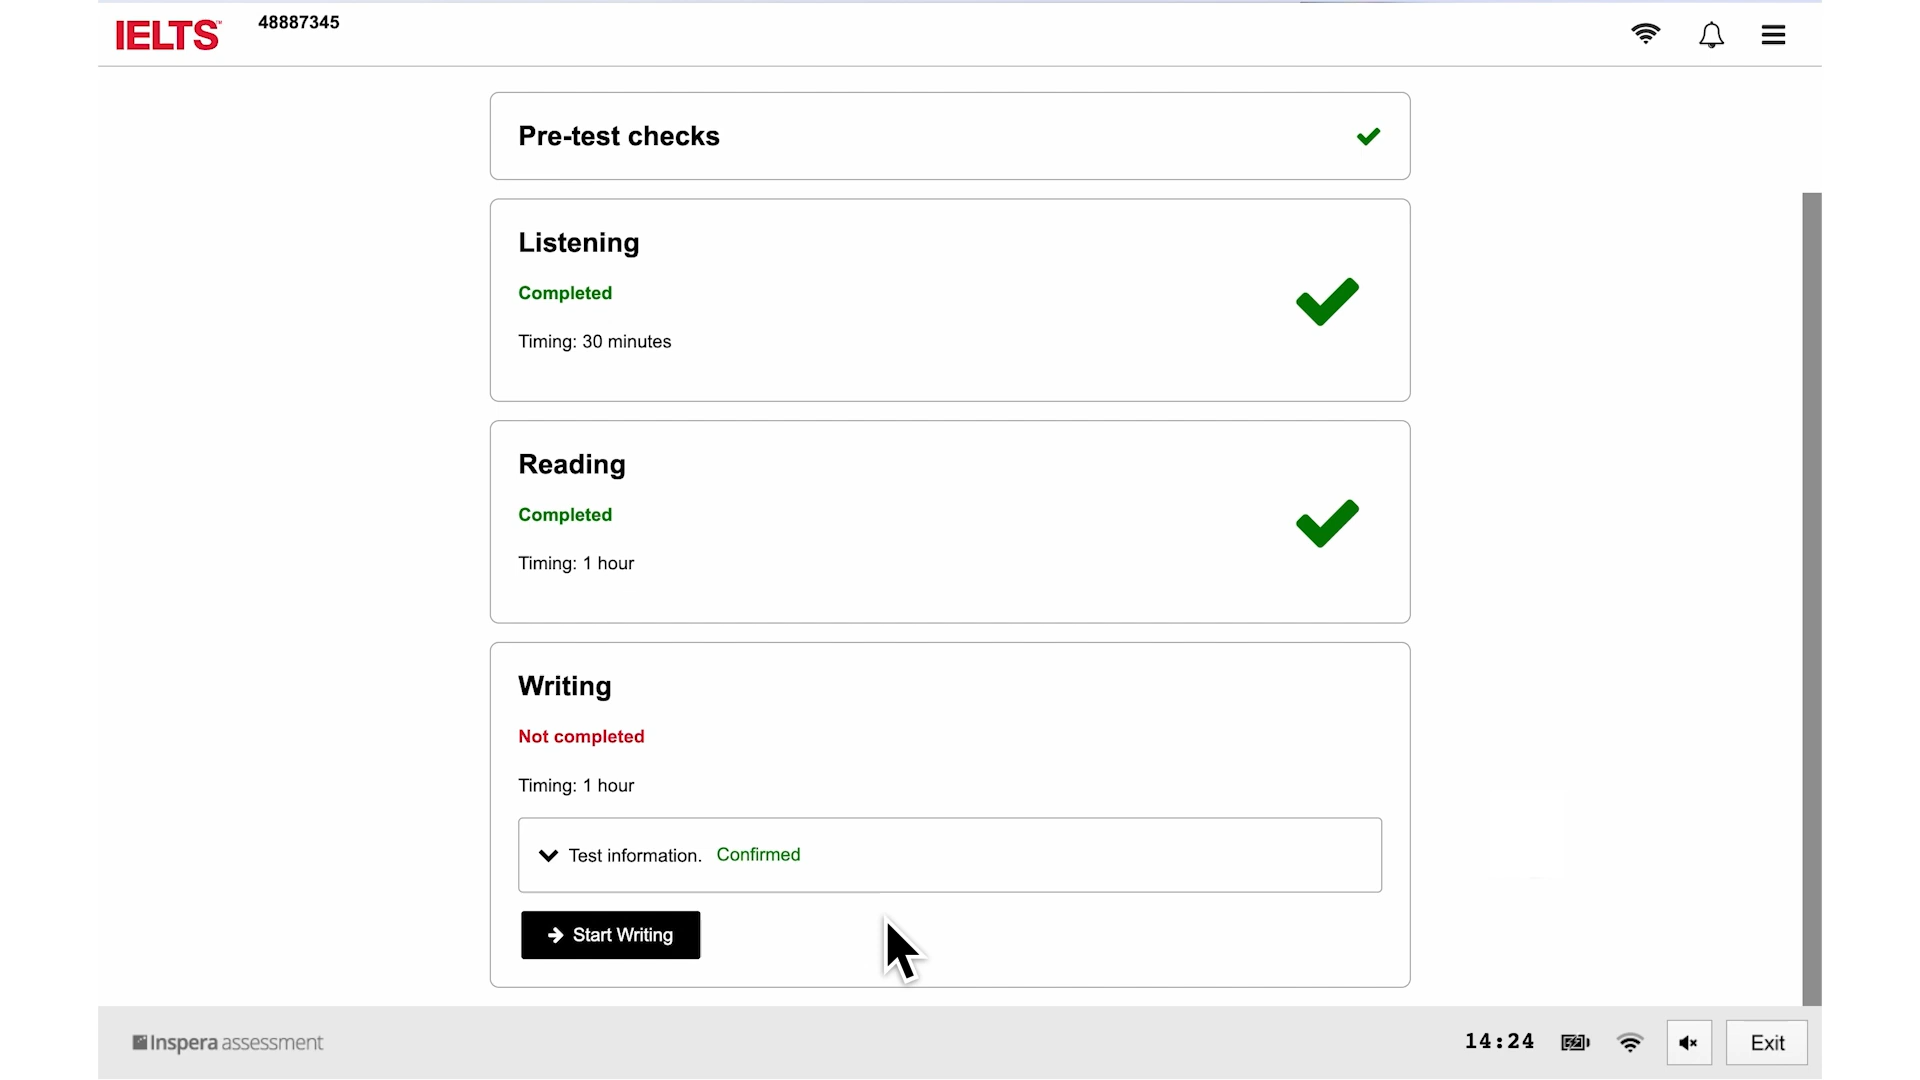 IELTS™ 48887345
Pre-test checks
Listening
Completed
Timing: 30 minutes
Reading
Completed
Timing: 1 hour
Writing
Not completed
Timing: 1 hour
Test information. Confirmed
Start Writing
Inspera assessment 14:24 Exit